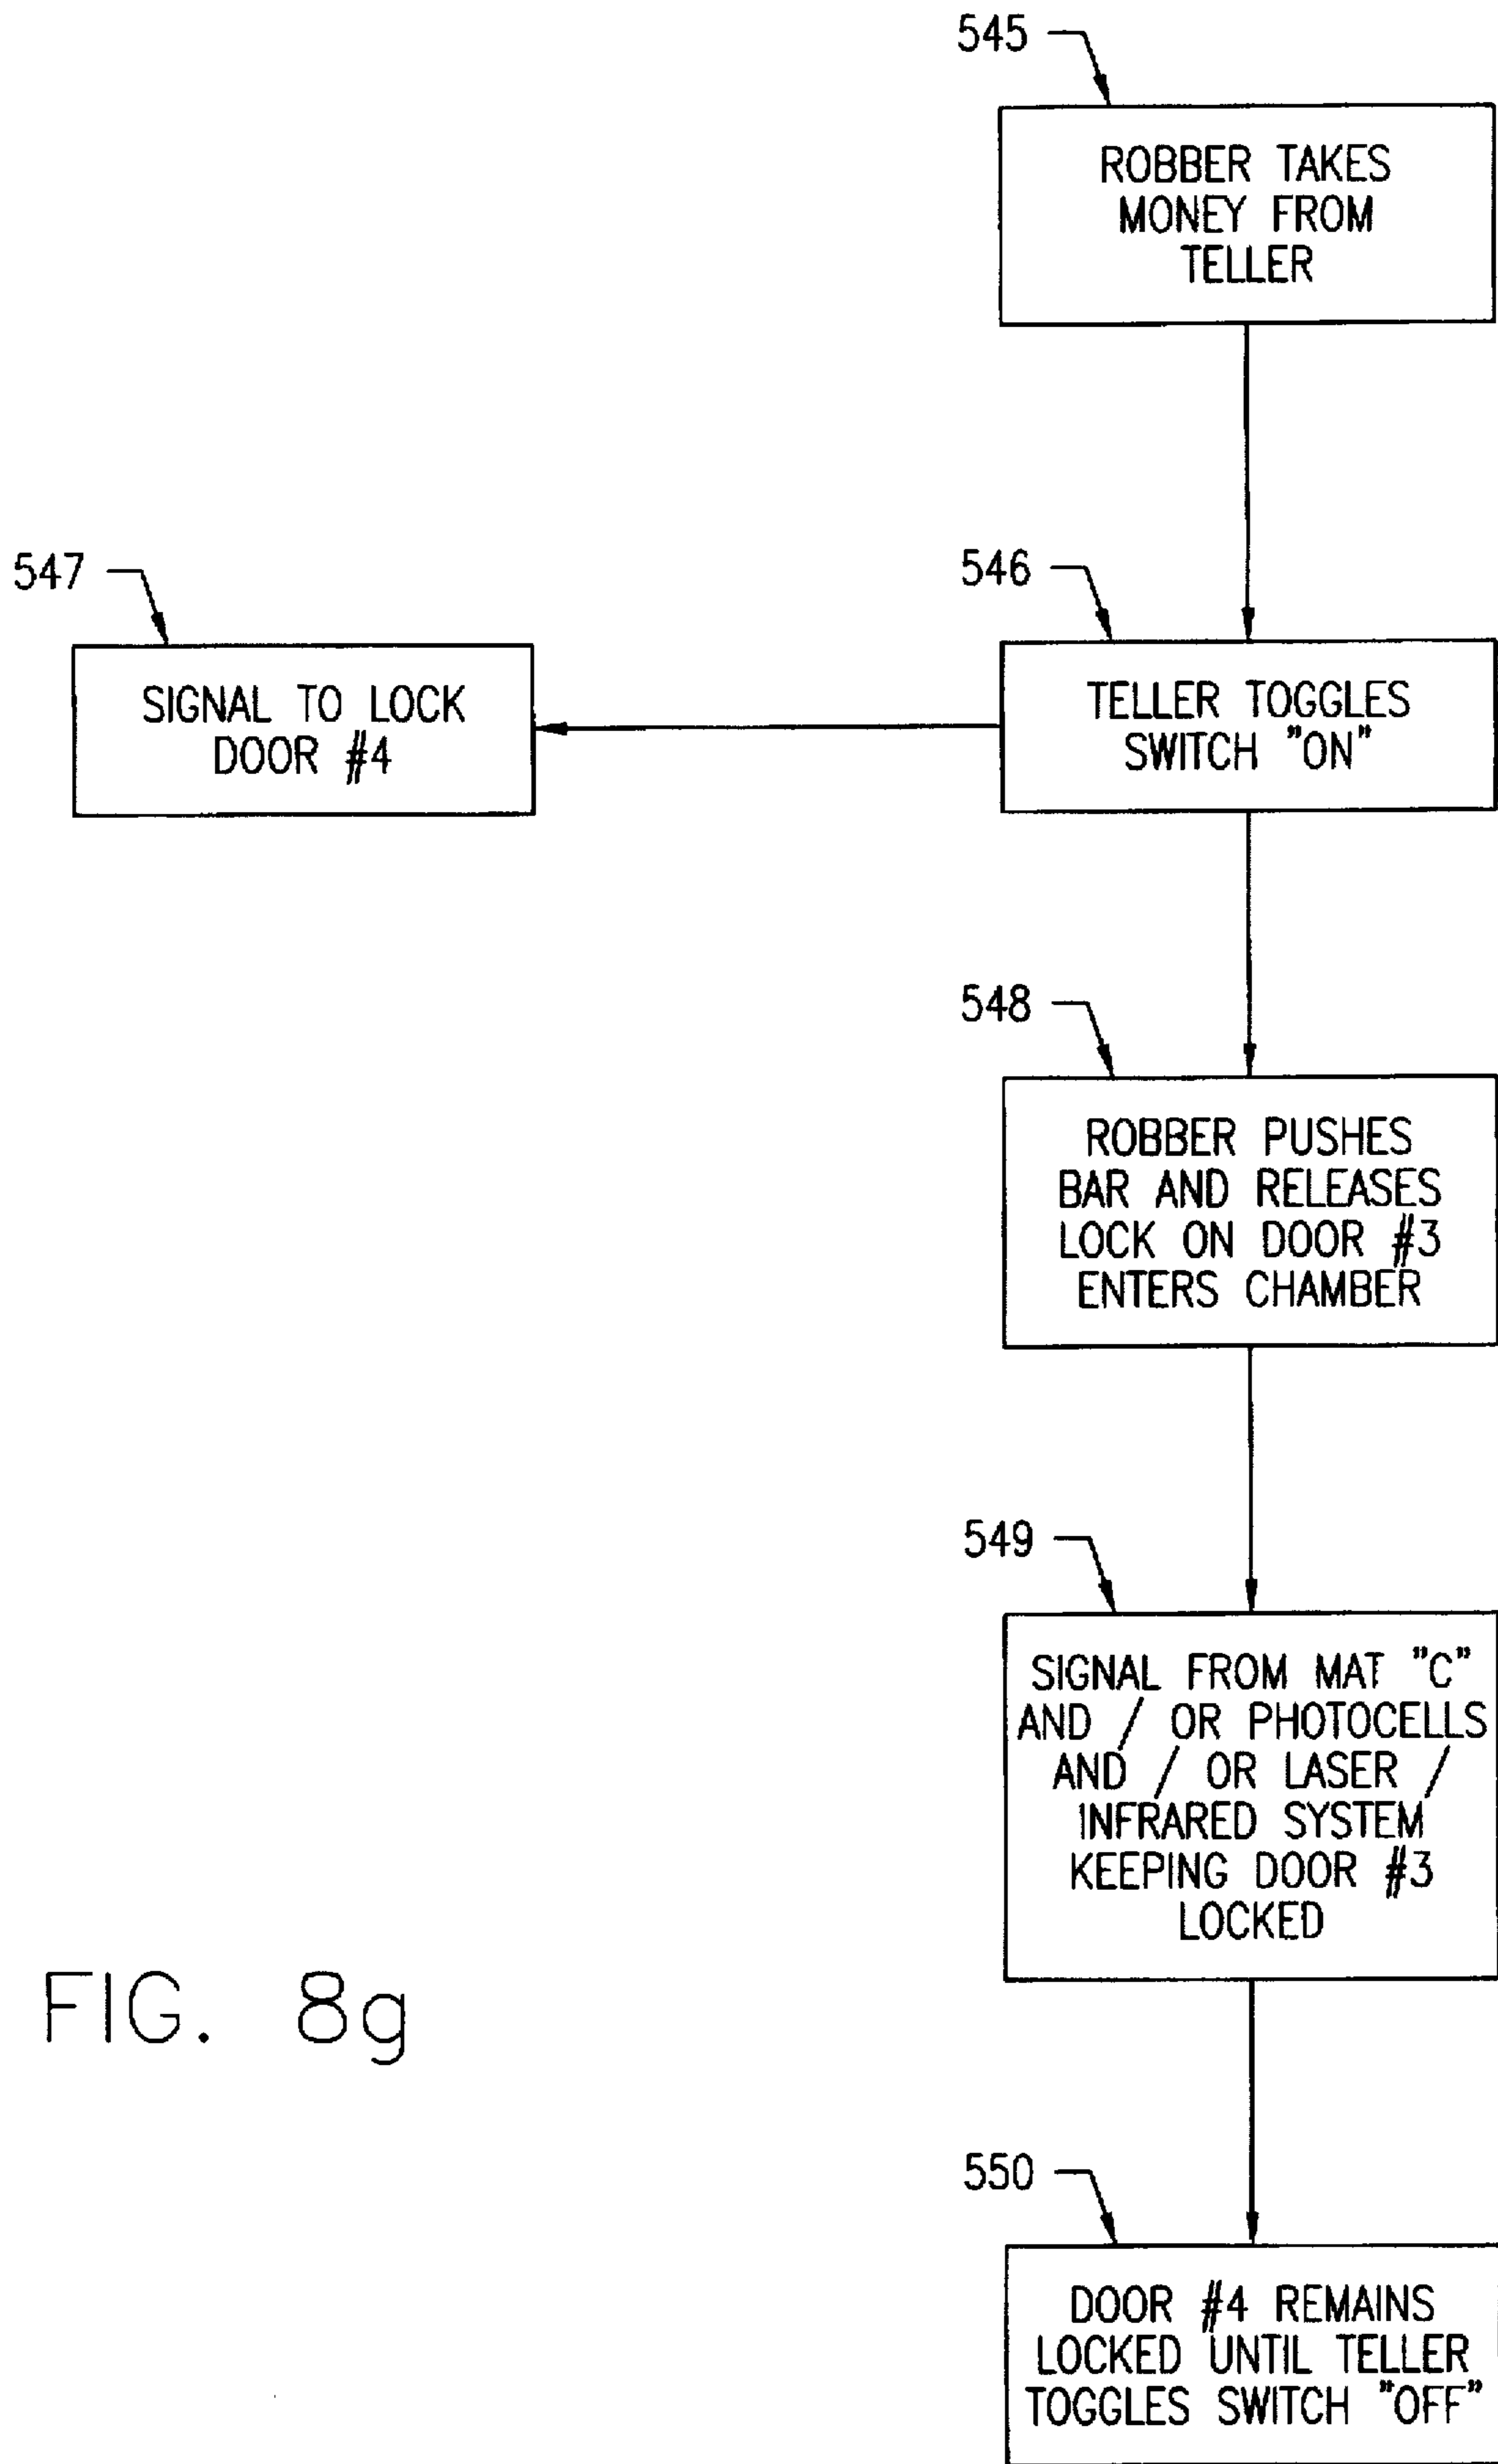 545
ROBBER TAKES
MONEY FROM
TELLER
547
546
SIGNAL TO LOCK
DOOR #4
TELLER TOGGLES
SWITCH "ON"
548
ROBBER PUSHES
BAR AND RELEASES
LOCK ON DOOR #3
ENTERS CHAMBER
549
SIGNAL FROM MAT "C"
AND / OR PHOTOCELLS
AND / OR LASER /
INFRARED SYSTEM
KEEPING DOOR #3
LOCKED
FIG. 8g
550
DOOR #4 REMAINS
LOCKED UNTIL TELLER
TOGGLES SWITCH "OFF"